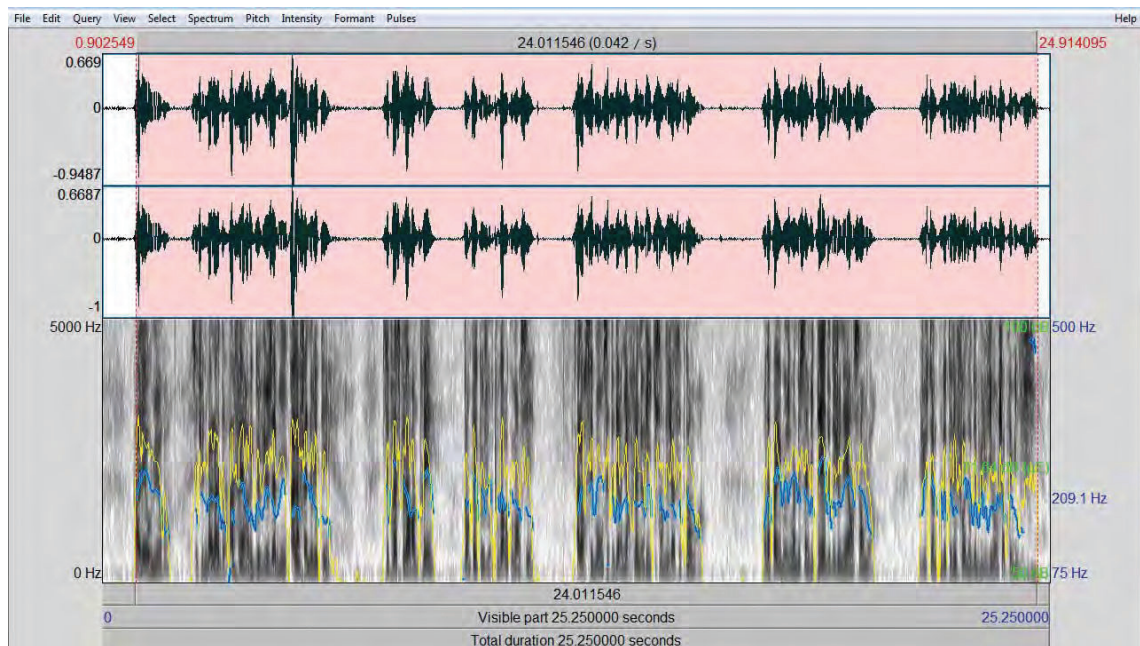 File Edit Query View Select Spectrum Pitch Intensity Formant Pulses Help
0.902549 24.011546 (0.042 / s) 24.914095
0.669
0
-0.9487
0.6687
0
-1
5000 Hz 500 Hz
209.1 Hz
0 Hz 75 Hz
24.011546
0 Visible part 25.250000 seconds 25.250000
Total duration 25.250000 seconds